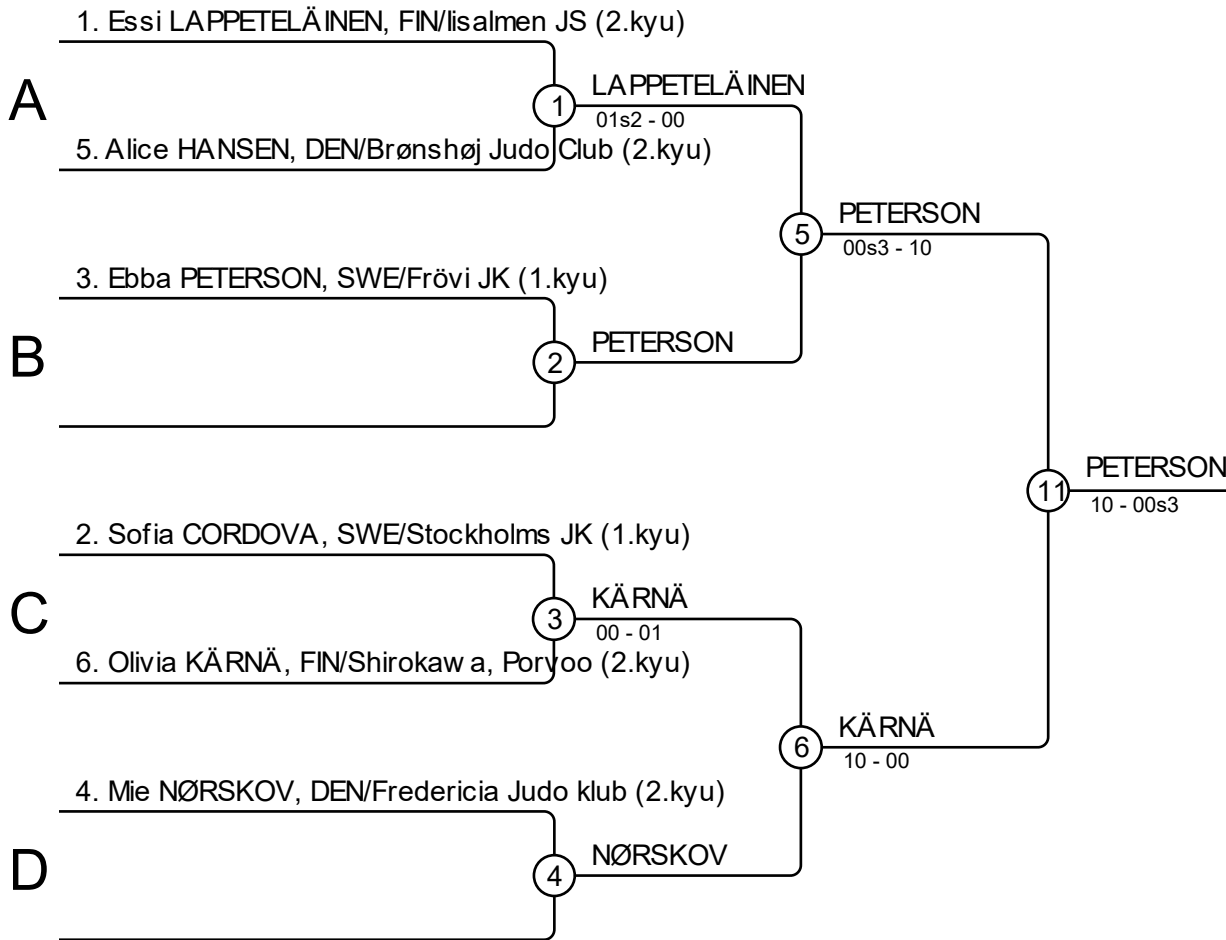 1. Essi LAPPETELÄINEN, FIN/Iisalmen JS (2.kyu)
A
1
LAPPETELÄINEN
01s2 - 00
5. Alice HANSEN, DEN/Brønshøj Judo Club (2.kyu)
5
PETERSON
00s3 - 10
3. Ebba PETERSON, SWE/Frövi JK (1.kyu)
B
2
PETERSON
11
PETERSON
10 - 00s3
2. Sofia CORDOVA, SWE/Stockholms JK (1.kyu)
C
3
KÄRNÄ
00 - 01
6. Olivia KÄRNÄ, FIN/Shirokawa, Porvoo (2.kyu)
6
KÄRNÄ
10 - 00
4. Mie NØRSKOV, DEN/Fredericia Judo klub (2.kyu)
D
4
NØRSKOV